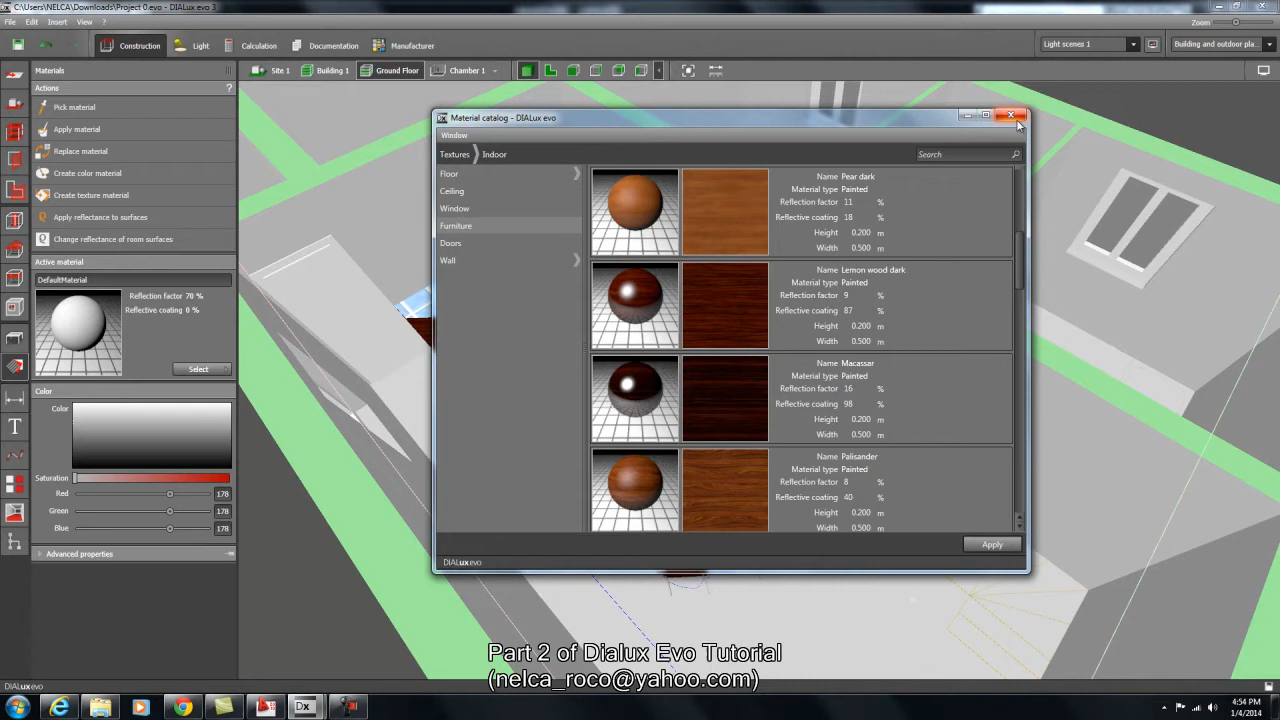 C:\Users\NELCA\Downloads\Project 0.evo - DIALux evo 3
File Edit Insert View ?
Zoom
Construction Light Calculation Documentation Manufacturer
Light scenes 1
Building and outdoor pla...
Materials
Site 1 Building 1 Ground Floor Chamber 1
Actions ?
Pick material
Apply material
Replace material
Create color material
Create texture material
Apply reflectance to surfaces
Change reflectance of room surfaces
Active material
DefaultMaterial
Reflection factor 70 %
Reflective coating 0 %
Select
Color
Color
Saturation
Red 178
Green 178
Blue 178
Advanced properties
Material catalog - DIALux evo
Window
Textures Indoor
Search
Floor
Ceiling
Window
Furniture
Doors
Wall
Name Pear dark
Material type Painted
Reflection factor 11 %
Reflective coating 18 %
Height 0.200 m
Width 0.500 m
Name Lemon wood dark
Material type Painted
Reflection factor 9 %
Reflective coating 87 %
Height 0.200 m
Width 0.500 m
Name Macassar
Material type Painted
Reflection factor 16 %
Reflective coating 98 %
Height 0.200 m
Width 0.500 m
Name Palisander
Material type Painted
Reflection factor 8 %
Reflective coating 40 %
Height 0.200 m
Width 0.500 m
Apply
DIALux evo
Part 2 of Dialux Evo Tutorial
(nelca_roco@yahoo.com)
DIALux evo
Dx
4:54 PM
1/4/2014